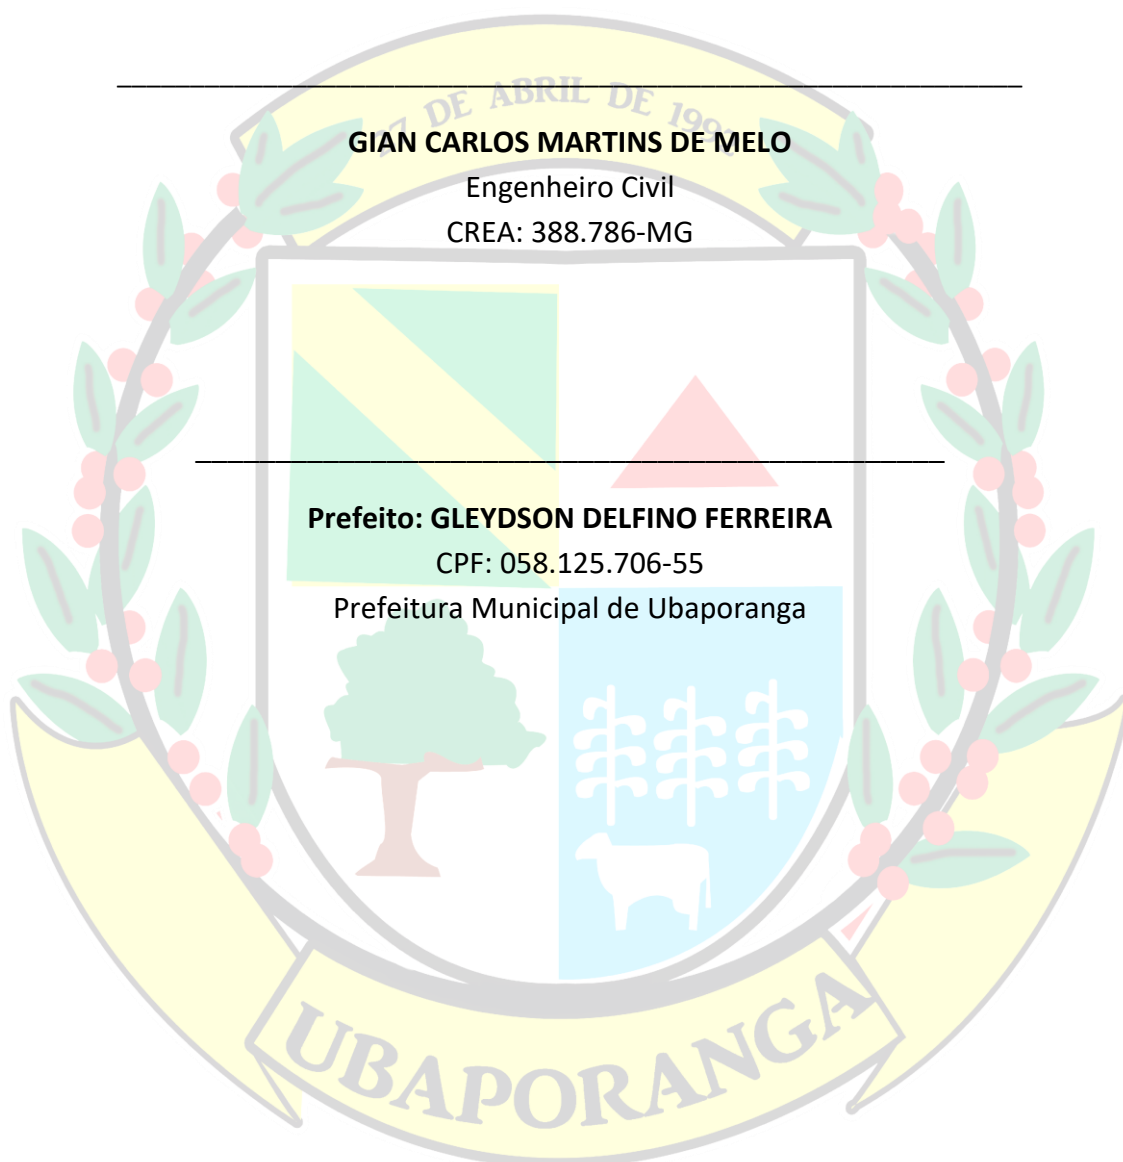 27 DE ABRIL DE 1992
GIAN CARLOS MARTINS DE MELO
Engenheiro Civil
CREA: 388.786-MG
Prefeito: GLEYDSON DELFINO FERREIRA
CPF: 058.125.706-55
Prefeitura Municipal de Ubaporanga
UBAPORANGA